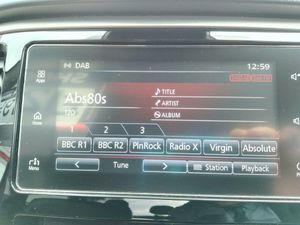 DAB
12:59
Apps
Abs80s
12D
TITLE
ARTIST
ALBUM
Home
2
3
BBC R1
BBC R2
PlnRock
Radio X
Virgin
Absolute
Menu
<
Tune
>
Station
Playback